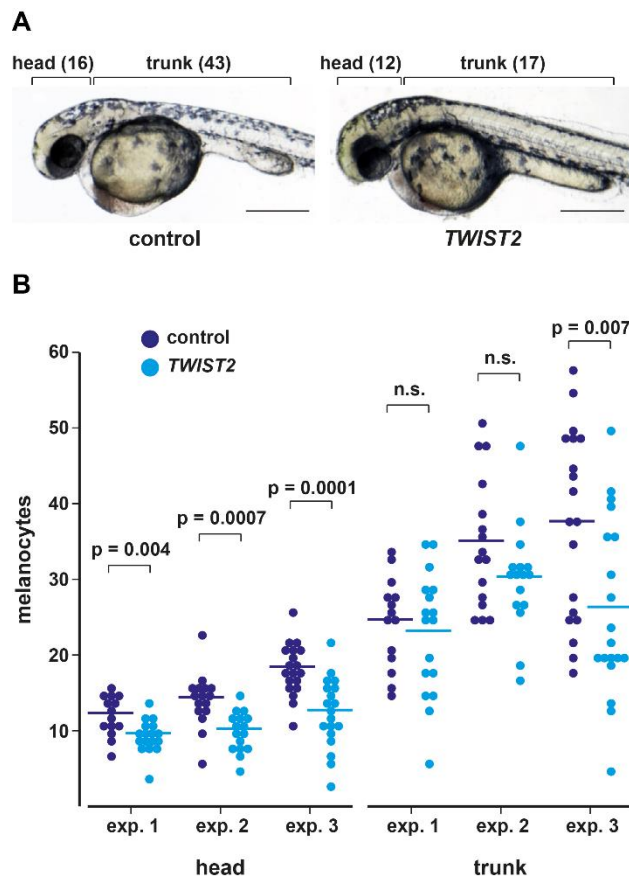 A
head (16) trunk (43) head (12) trunk (17)
control TWIST2
B
control
TWIST2
melanocytes
60
50
40
30
20
10
p = 0.004
p = 0.0007
p = 0.0001
n.s.
n.s.
p = 0.007
exp. 1 exp. 2 exp. 3 exp. 1 exp. 2 exp. 3
head trunk